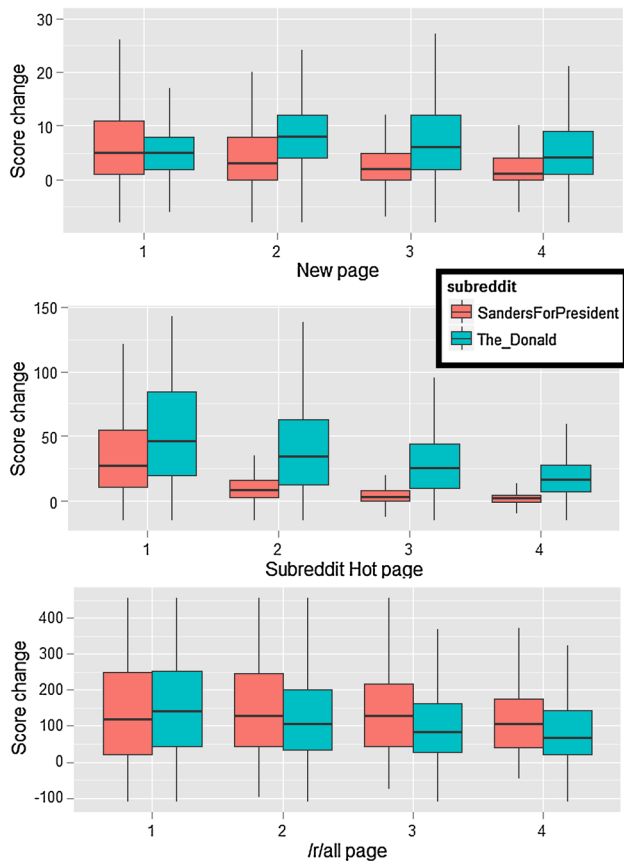 30
20
10
0
Score change
1 2 3 4
New page
subreddit
SandersForPresident
The_Donald
150
100
50
0
Score change
1 2 3 4
Subreddit Hot page
400
300
200
100
0
-100
Score change
1 2 3 4
/r/all page